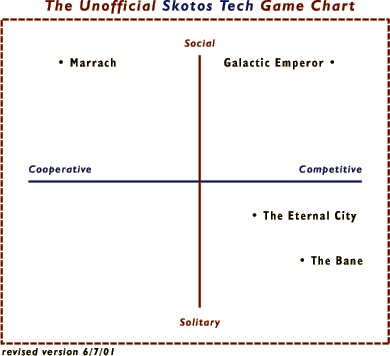 The Unofficial Skotos Tech Game Chart
Social
• Marrach
Galactic Emperor •
Cooperative
Competitive
• The Eternal City
• The Bane
Solitary
revised version 6/7/01